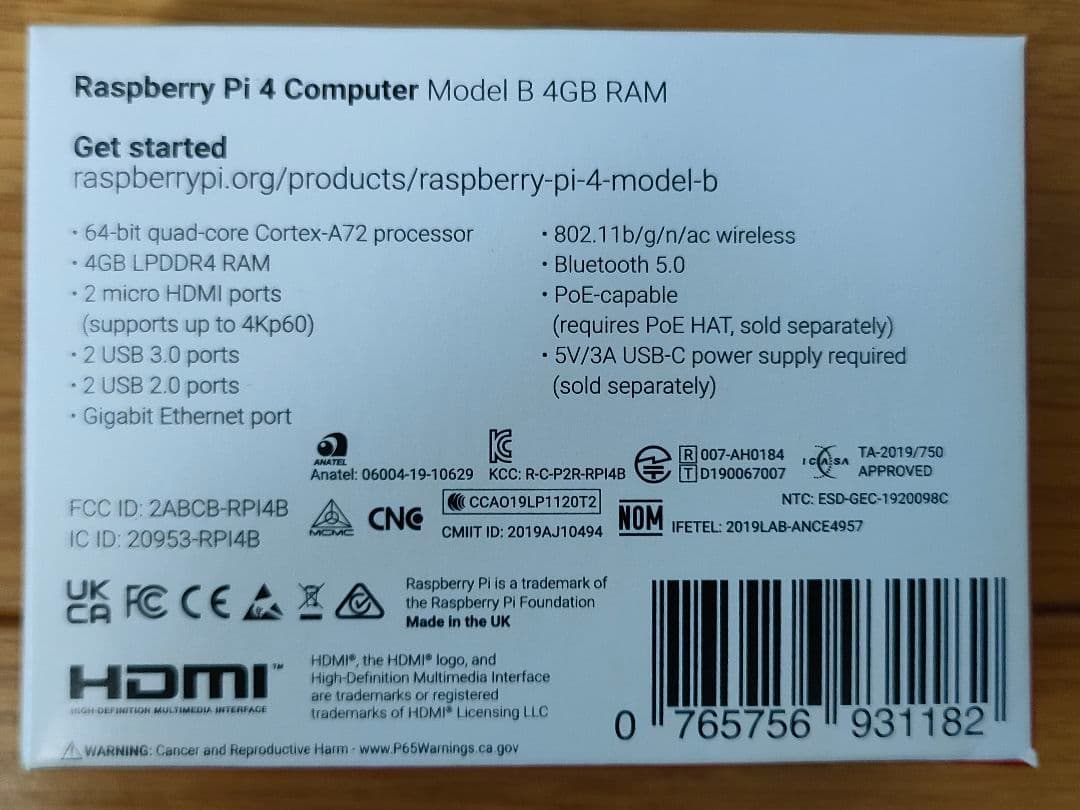 Raspberry Pi 4 Computer Model B 4GB RAM
Get started
raspberrypi.org/products/raspberry-pi-4-model-b
· 64-bit quad-core Cortex-A72 processor
· 4GB LPDDR4 RAM
· 2 micro HDMI ports
(supports up to 4Kp60)
· 2 USB 3.0 ports
· 2 USB 2.0 ports
· Gigabit Ethernet port
· 802.11b/g/n/ac wireless
· Bluetooth 5.0
· PoE-capable
(requires PoE HAT, sold separately)
· 5V/3A USB-C power supply required
(sold separately)
ANATEL
Anatel: 06004-19-10629
KC
KCC: R-C-P2R-RPI4B
R 007-AH0184
T D190067007
ICASA
TA-2019/750
APPROVED
NTC: ESD-GEC-1920098C
FCC ID: 2ABCB-RPI4B
IC ID: 20953-RPI4B
MCMC
CNC
CCAO19LP1120T2
CMIIT ID: 2019AJ10494
NOM
IFETEL: 2019LAB-ANCE4957
UK
CA
FC
CE
Raspberry Pi is a trademark of
the Raspberry Pi Foundation
Made in the UK
HDMI™
HIGH-DEFINITION MULTIMEDIA INTERFACE
HDMI®, the HDMI® logo, and
High-Definition Multimedia Interface
are trademarks or registered
trademarks of HDMI® Licensing LLC
0 765756 931182
WARNING: Cancer and Reproductive Harm - www.P65Warnings.ca.gov